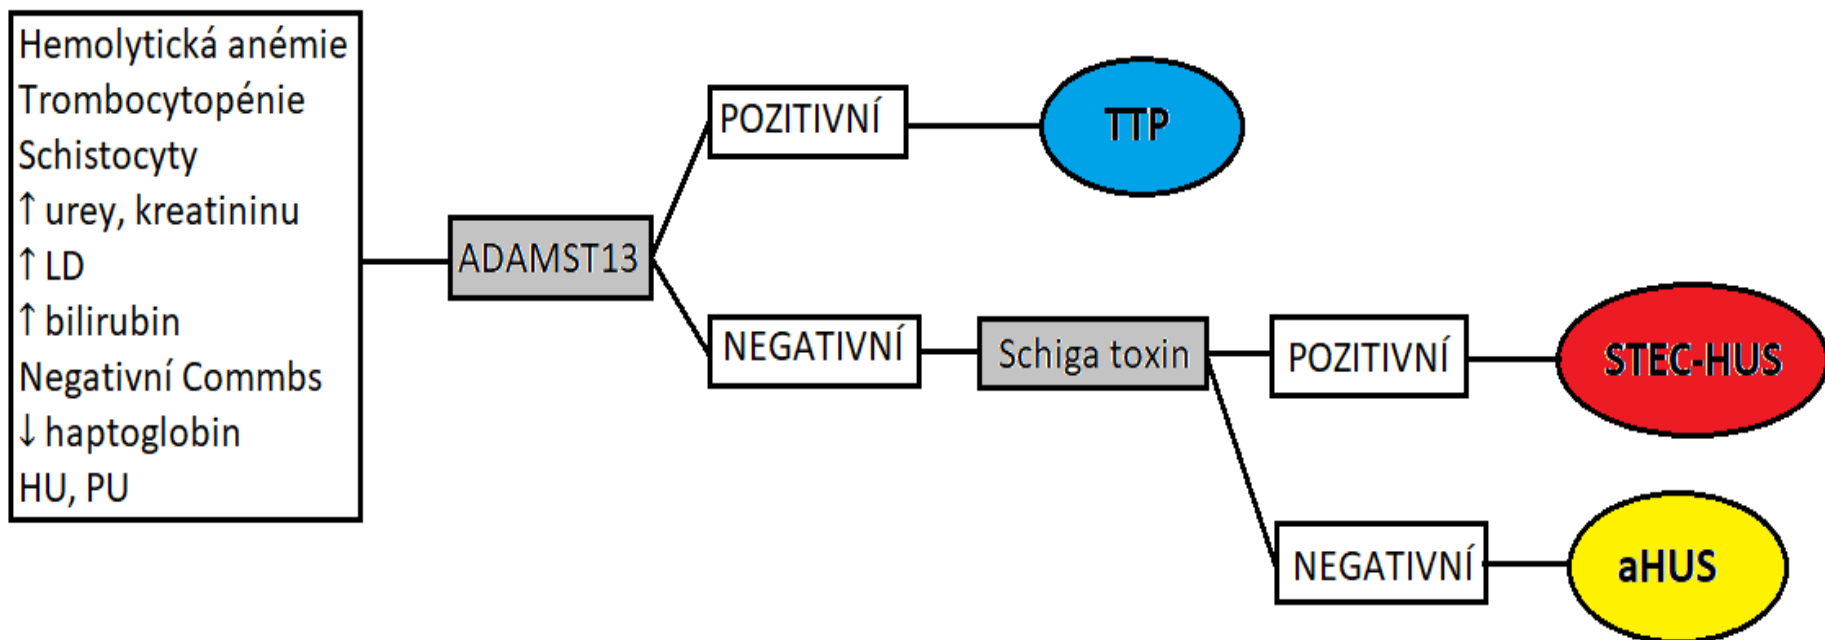 Hemolytická anémie
Trombocytopénie
Schistocyty
↑ urey, kreatininu
↑ LD
↑ bilirubin
Negativní Commbs
↓ haptoglobin
HU, PU
ADAMST13
POZITIVNÍ
TTP
NEGATIVNÍ
Schiga toxin
POZITIVNÍ
STEC-HUS
NEGATIVNÍ
aHUS